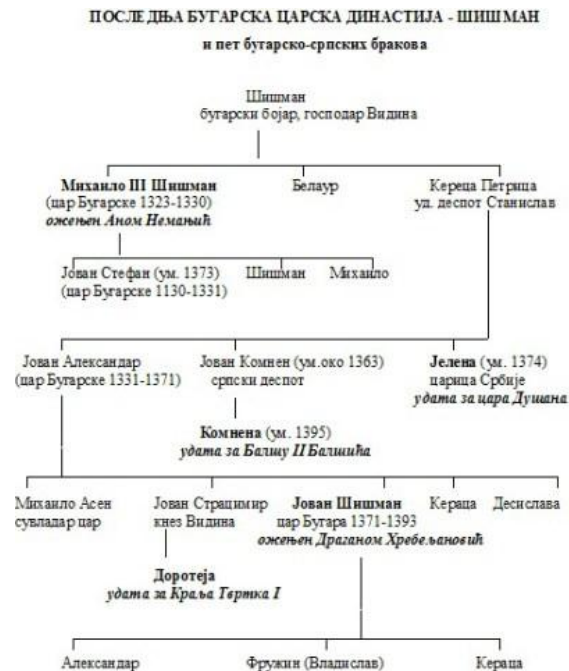 ПОСЛЕДЊА БУГАРСКА ЦАРСКА ДИНАСТИЈА - ШИШМАН
и пет бугарско-српских бракова
Шишман
бугарски бојар, господар Видина
Михаило III Шишман
(цар Бугарске 1323-1330)
ожењен Аном Немањић
Белаур
Кереца Петрица
уд. деспот Станислав
Јован Стефан (ум. 1373)
(цар Бугарске 1130-1331)
Шишман
Михаило
Јован Александар
(цар Бугарске 1331-1371)
Јован Комнен (ум.око 1363)
српски деспот
Јелена (ум. 1374)
царица Србије
удата за цара Душана
Комнена (ум. 1395)
удата за Балшу II Балшића
Михаило Асен
сувладар цар
Јован Страцимир
кнез Видина
Јован Шишман
цар Бугара 1371-1393
ожењен Драганом Хребељановић
Кераца
Десислава
Доротеја
удата за Краља Твртка I
Александар
Фружин (Владислав)
Кераца